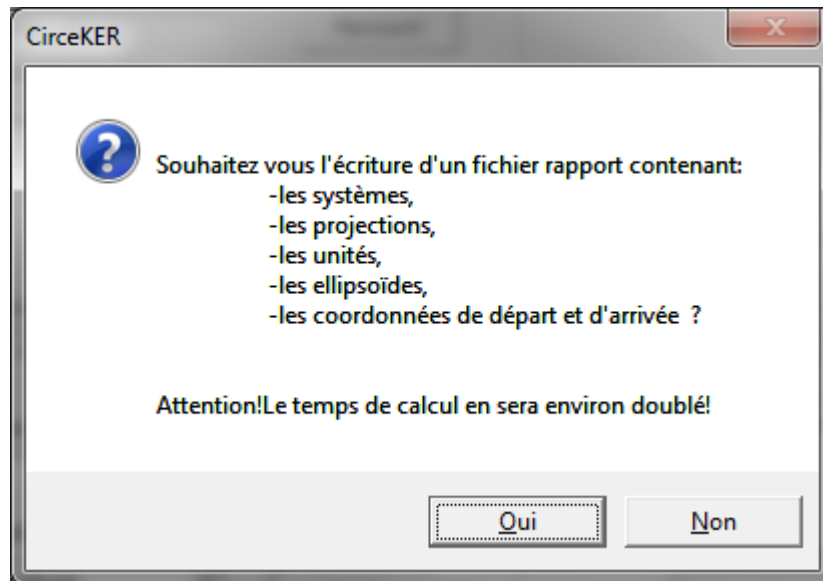 CirceKER
Souhaitez vous l'écriture d'un fichier rapport contenant:
-les systèmes,
-les projections,
-les unités,
-les ellipsoïdes,
-les coordonnées de départ et d'arrivée ?
Attention!Le temps de calcul en sera environ doublé!
Oui
Non